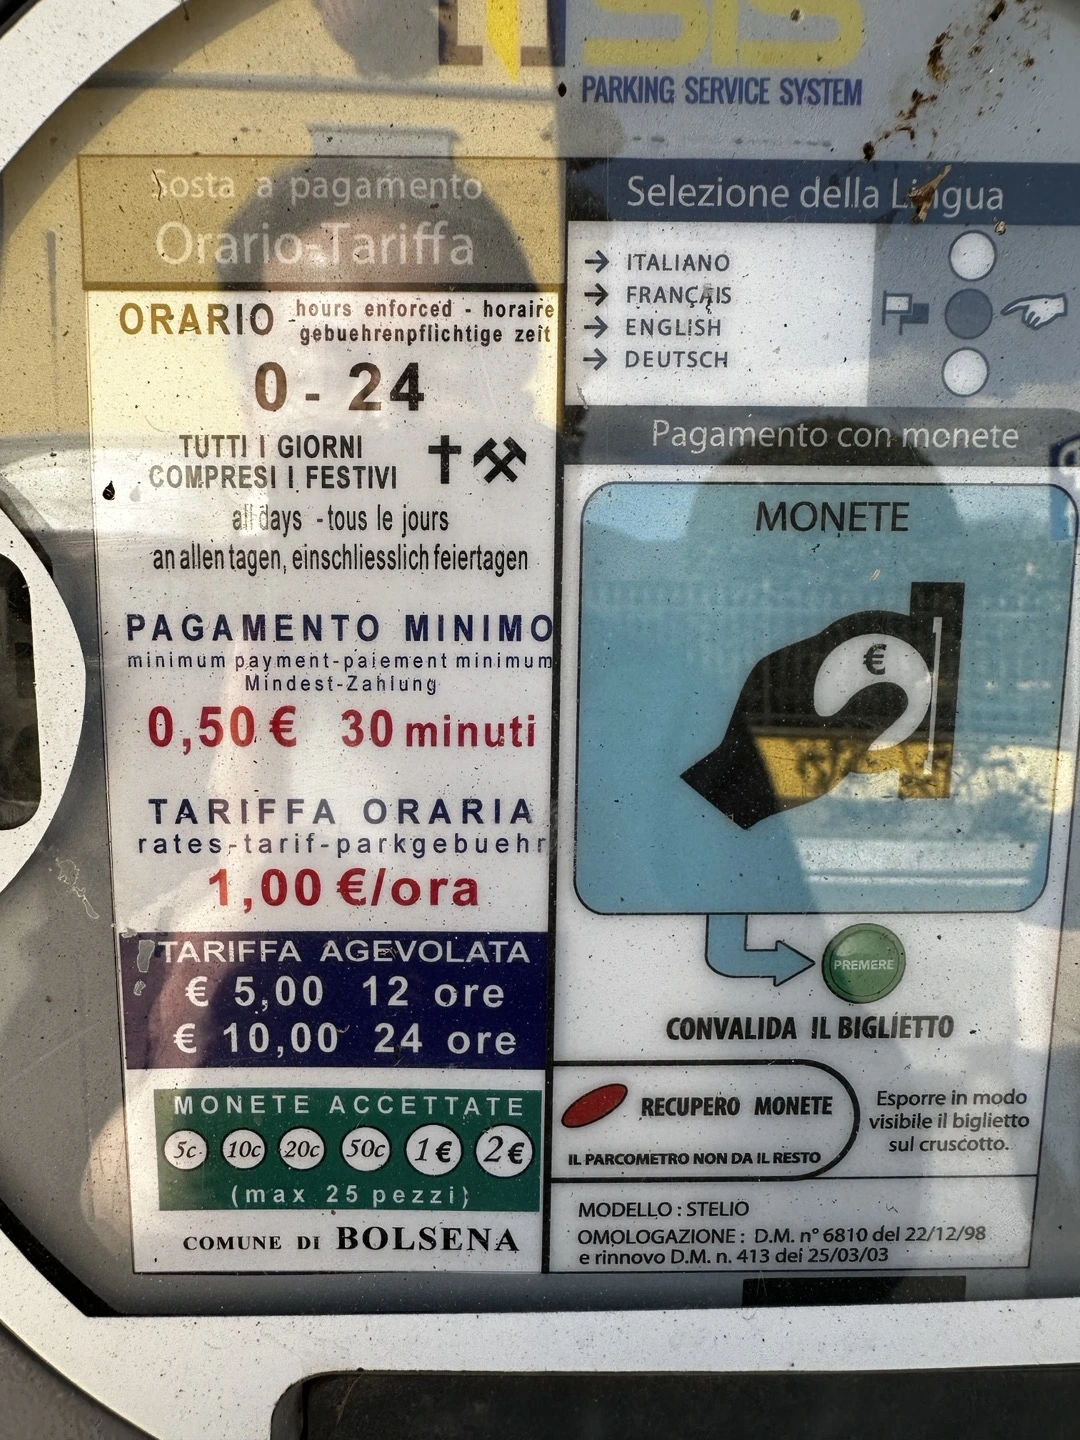 SIS
PARKING SERVICE SYSTEM
Sosta a pagamento
Orario-Tariffa
ORARIO hours enforced - horaire
gebuehrenpflichtige zeit
0 - 24
TUTTI I GIORNI
COMPRESI I FESTIVI
all days - tous le jours
an allen tagen, einschliesslich feiertagen
PAGAMENTO MINIMO
minimum payment-paiement minimum
Mindest-Zahlung
0,50 € 30 minuti
TARIFFA ORARIA
rates-tarif-parkgebuehr
1,00 €/ora
TARIFFA AGEVOLATA
€ 5,00 12 ore
€ 10,00 24 ore
MONETE ACCETTATE
5c 10c 20c 50c 1€ 2€
(max 25 pezzi)
COMUNE DI BOLSENA
Selezione della Lingua
→ ITALIANO
→ FRANÇAIS
→ ENGLISH
→ DEUTSCH
Pagamento con monete
MONETE
€
PREMERE
CONVALIDA IL BIGLIETTO
RECUPERO MONETE
IL PARCOMETRO NON DA IL RESTO
Esporre in modo
visibile il biglietto
sul cruscotto.
MODELLO : STELIO
OMOLOGAZIONE : D.M. n° 6810 del 22/12/98
e rinnovo D.M. n. 413 dei 25/03/03